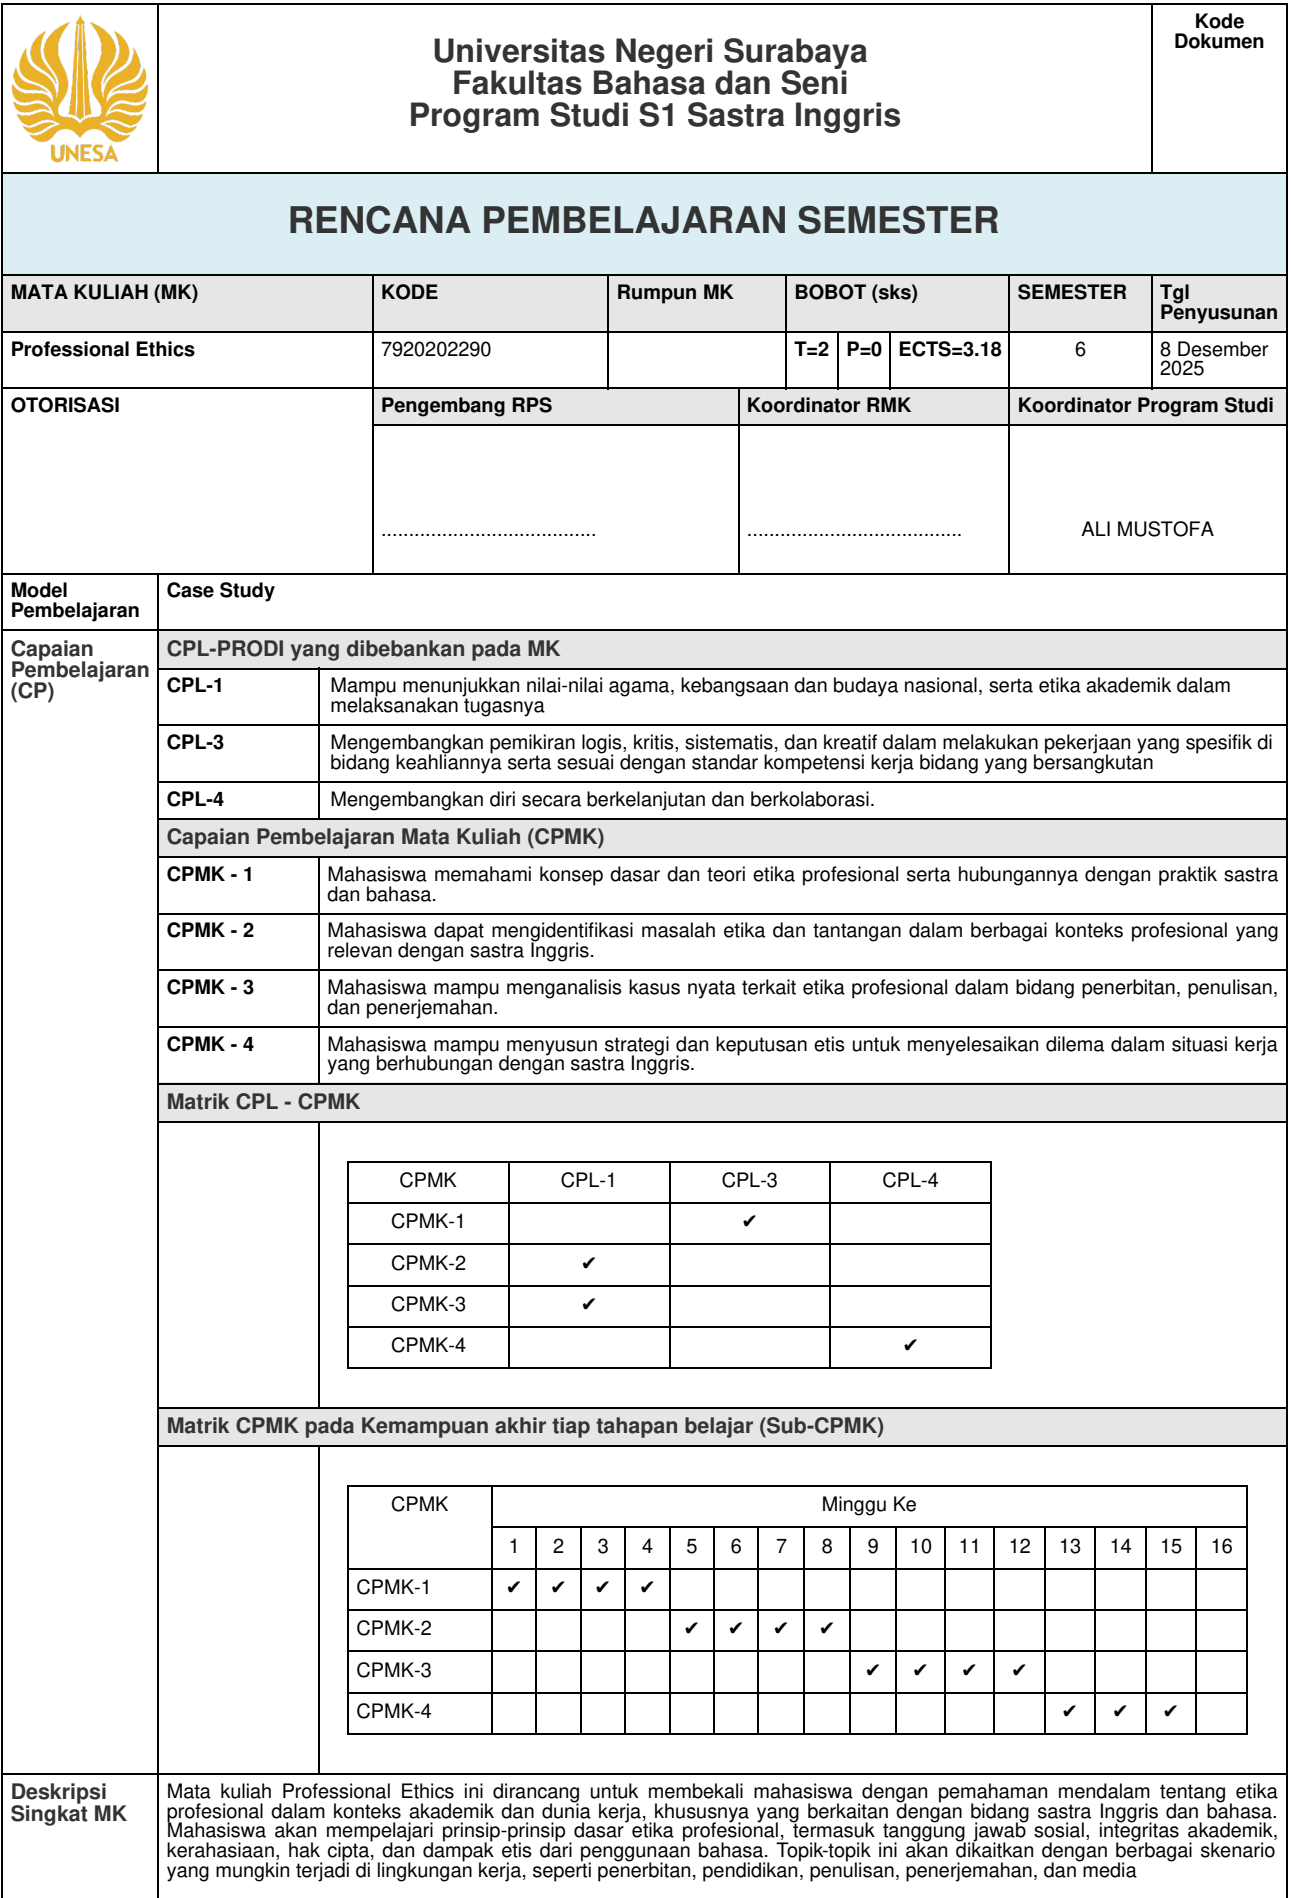 UNESA
Universitas Negeri Surabaya
Fakultas Bahasa dan Seni
Program Studi S1 Sastra Inggris
Kode
Dokumen
RENCANA PEMBELAJARAN SEMESTER
MATA KULIAH (MK) KODE Rumpun MK BOBOT (sks) SEMESTER Tgl
Penyusunan
Professional Ethics 7920202290 T=2 P=0 ECTS=3.18 6 8 Desember
2025
OTORISASI Pengembang RPS Koordinator RMK Koordinator Program Studi
....................................... ....................................... ALI MUSTOFA
Model
Pembelajaran
Case Study
Capaian
Pembelajaran
(CP)
CPL-PRODI yang dibebankan pada MK
CPL-1 Mampu menunjukkan nilai-nilai agama, kebangsaan dan budaya nasional, serta etika akademik dalam
melaksanakan tugasnya
CPL-3 Mengembangkan pemikiran logis, kritis, sistematis, dan kreatif dalam melakukan pekerjaan yang spesifik di
bidang keahliannya serta sesuai dengan standar kompetensi kerja bidang yang bersangkutan
CPL-4 Mengembangkan diri secara berkelanjutan dan berkolaborasi.
Capaian Pembelajaran Mata Kuliah (CPMK)
CPMK - 1 Mahasiswa memahami konsep dasar dan teori etika profesional serta hubungannya dengan praktik sastra
dan bahasa.
CPMK - 2 Mahasiswa dapat mengidentifikasi masalah etika dan tantangan dalam berbagai konteks profesional yang
relevan dengan sastra Inggris.
CPMK - 3 Mahasiswa mampu menganalisis kasus nyata terkait etika profesional dalam bidang penerbitan, penulisan,
dan penerjemahan.
CPMK - 4 Mahasiswa mampu menyusun strategi dan keputusan etis untuk menyelesaikan dilema dalam situasi kerja
yang berhubungan dengan sastra Inggris.
Matrik CPL - CPMK
CPMK CPL-1 CPL-3 CPL-4
CPMK-1 ✔
CPMK-2 ✔
CPMK-3 ✔
CPMK-4 ✔
Matrik CPMK pada Kemampuan akhir tiap tahapan belajar (Sub-CPMK)
CPMK Minggu Ke
1 2 3 4 5 6 7 8 9 10 11 12 13 14 15 16
CPMK-1 ✔ ✔ ✔ ✔
CPMK-2 ✔ ✔ ✔ ✔
CPMK-3 ✔ ✔ ✔ ✔
CPMK-4 ✔ ✔ ✔
Deskripsi
Singkat MK
Mata kuliah Professional Ethics ini dirancang untuk membekali mahasiswa dengan pemahaman mendalam tentang etika
profesional dalam konteks akademik dan dunia kerja, khususnya yang berkaitan dengan bidang sastra Inggris dan bahasa.
Mahasiswa akan mempelajari prinsip-prinsip dasar etika profesional, termasuk tanggung jawab sosial, integritas akademik,
kerahasiaan, hak cipta, dan dampak etis dari penggunaan bahasa. Topik-topik ini akan dikaitkan dengan berbagai skenario
yang mungkin terjadi di lingkungan kerja, seperti penerbitan, pendidikan, penulisan, penerjemahan, dan media